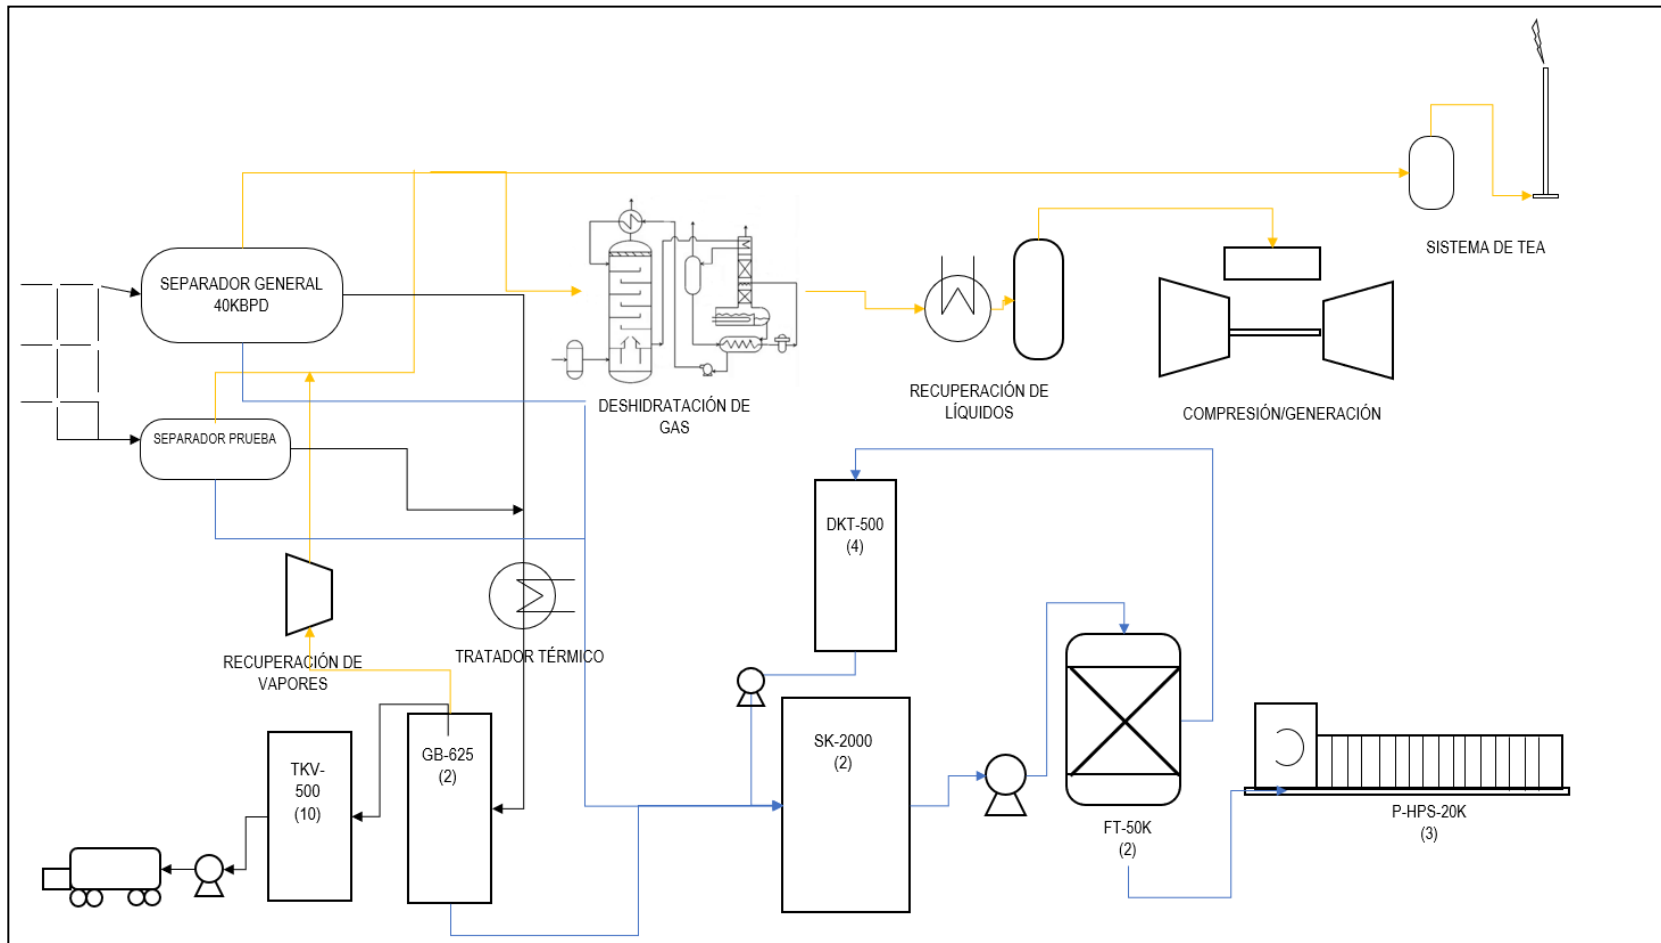 SISTEMA DE TEA
SEPARADOR GENERAL
40KBPD
RECUPERACIÓN DE
LÍQUIDOS
DESHIDRATACIÓN DE
GAS
COMPRESIÓN/GENERACIÓN
SEPARADOR PRUEBA
DKT-500
(4)
RECUPERACIÓN DE
VAPORES
TRATADOR TÉRMICO
TKV-
500
(10)
GB-625
(2)
SK-2000
(2)
FT-50K
(2)
P-HPS-20K
(3)